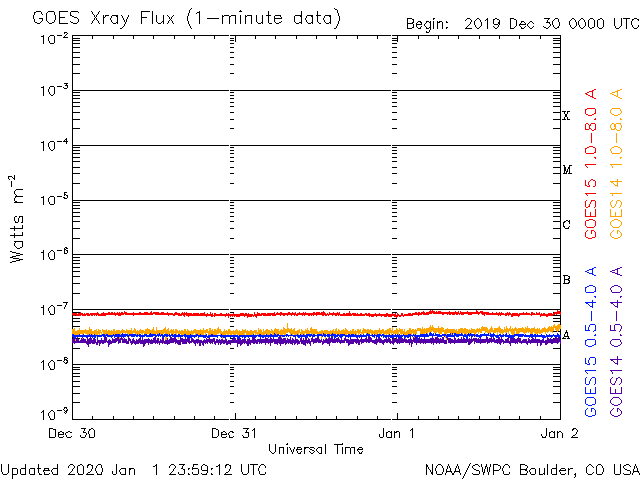 GOES Xray Flux (1-minute data)
Begin: 2019 Dec 30 0000 UTC
10-2
10-3
10-4
10-5
10-6
10-7
10-8
10-9
Watts m-2
X
M
C
B
A
GOES15 1.0-8.0 A
GOES14 1.0-8.0 A
GOES15 0.5-4.0 A
GOES14 0.5-4.0 A
Dec 30
Dec 31
Jan 1
Jan 2
Universal Time
Updated 2020 Jan 1 23:59:12 UTC
NOAA/SWPC Boulder, CO USA